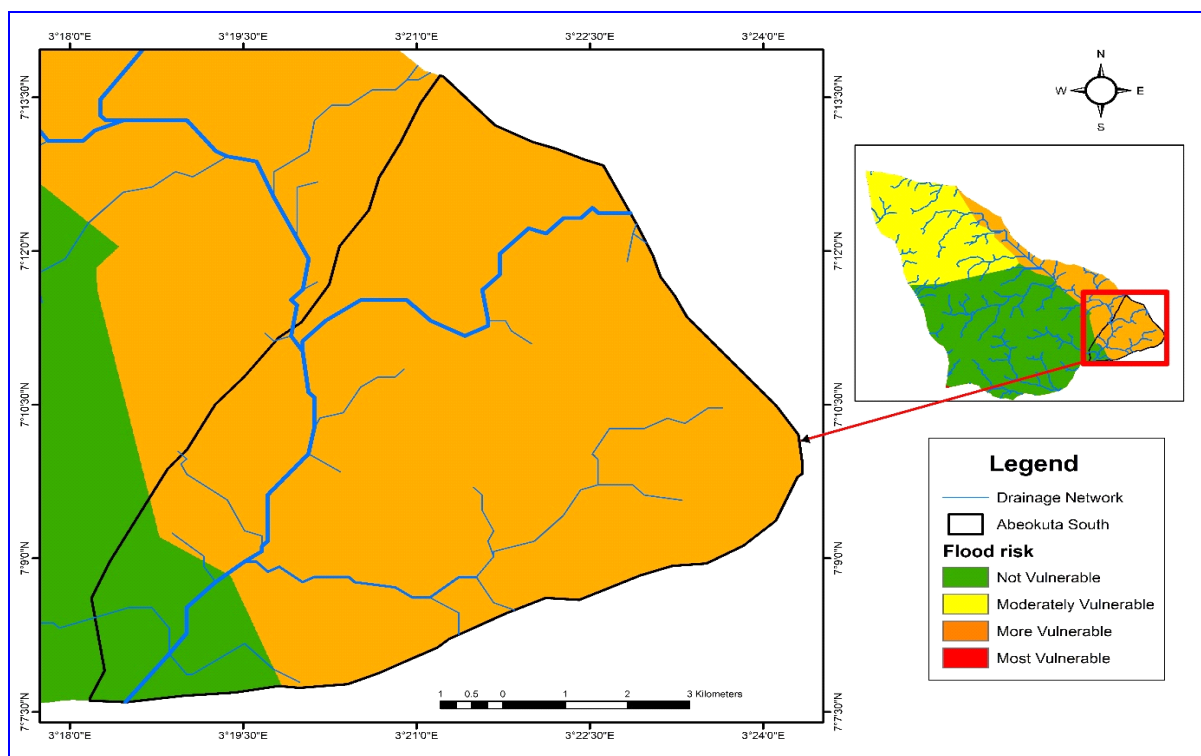 3°18'0"E 3°19'30"E 3°21'0"E 3°22'30"E 3°24'0"E
N
W E
S
7°13'30"N 7°13'30"N
7°12'0"N 7°12'0"N
7°10'30"N 7°10'30"N
7°9'0"N 7°9'0"N
7°7'30"N 7°7'30"N
Legend
Drainage Network
Abeokuta South
Flood risk
Not Vulnerable
Moderately Vulnerable
More Vulnerable
Most Vulnerable
1 0.5 0 1 2 3 Kilometers
3°18'0"E 3°19'30"E 3°21'0"E 3°22'30"E 3°24'0"E